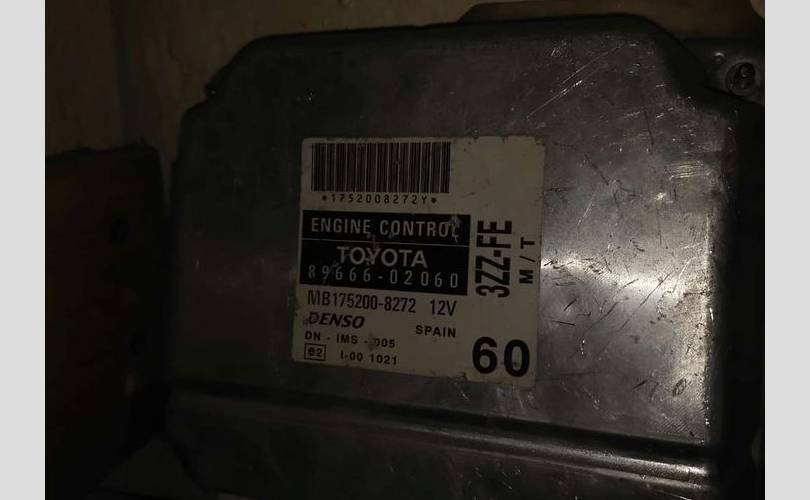 *1752008272Y*
ENGINE CONTROL
TOYOTA
89666-02060
MB175200-8272 12V
DENSO SPAIN
DN - IMS - 005
e2 I-00 1021
3ZZ-FE
M/T
60